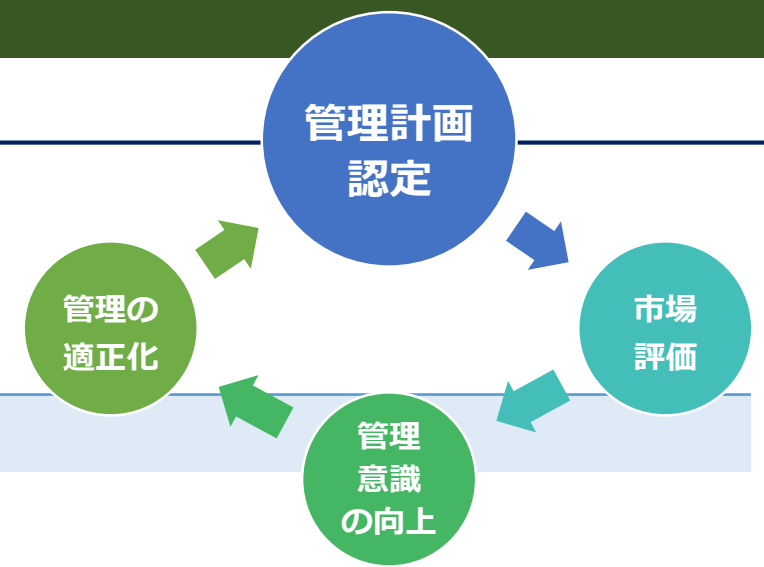 管理計画
認定
市場
評価
管理
意識
の向上
管理の
適正化